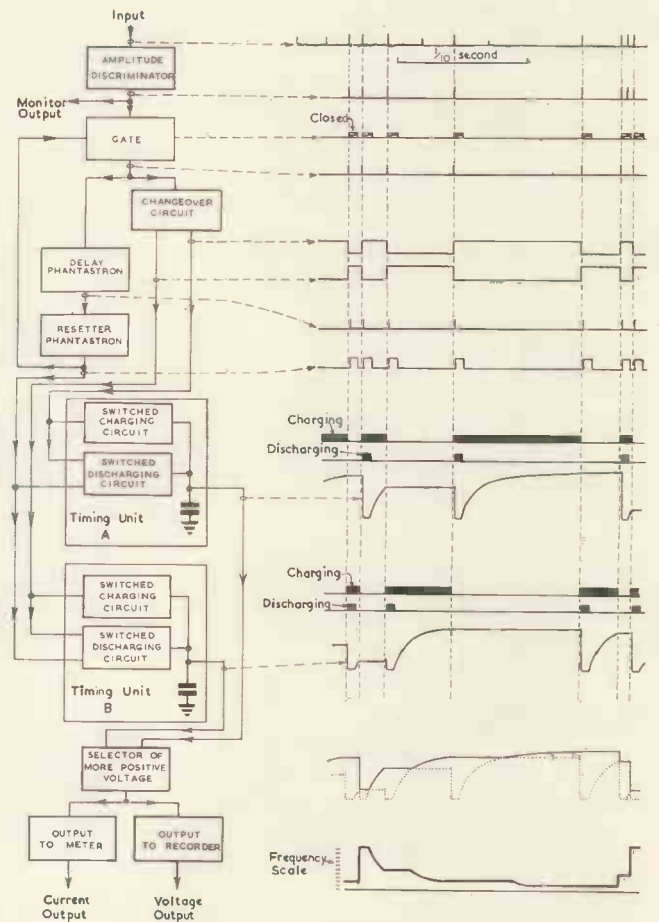 Input
AMPLITUDE
DISCRIMINATOR
1/10 second
Monitor
Output
Closed
GATE
CHANGEOVER
CIRCUIT
DELAY
PHANTASTRON
RESETTER
PHANTASTRON
SWITCHED
CHARGING
CIRCUIT
SWITCHED
DISCHARGING
CIRCUIT
Timing Unit
A
Charging
Discharging
SWITCHED
CHARGING
CIRCUIT
SWITCHED
DISCHARGING
CIRCUIT
Timing Unit
B
Charging
Discharging
SELECTOR OF
MORE POSITIVE
VOLTAGE
OUTPUT
TO METER
OUTPUT
TO RECORDER
Current
Output
Voltage
Output
Frequency
Scale